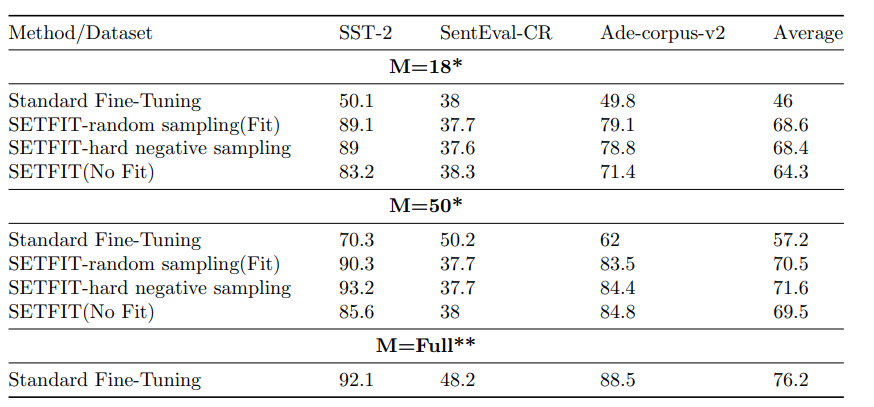 Method/Dataset SST-2 SentEval-CR Ade-corpus-v2 Average
M=18*
Standard Fine-Tuning 50.1 38 49.8 46
SETFIT-random sampling(Fit) 89.1 37.7 79.1 68.6
SETFIT-hard negative sampling 89 37.6 78.8 68.4
SETFIT(No Fit) 83.2 38.3 71.4 64.3
M=50*
Standard Fine-Tuning 70.3 50.2 62 57.2
SETFIT-random sampling(Fit) 90.3 37.7 83.5 70.5
SETFIT-hard negative sampling 93.2 37.7 84.4 71.6
SETFIT(No Fit) 85.6 38 84.8 69.5
M=Full**
Standard Fine-Tuning 92.1 48.2 88.5 76.2